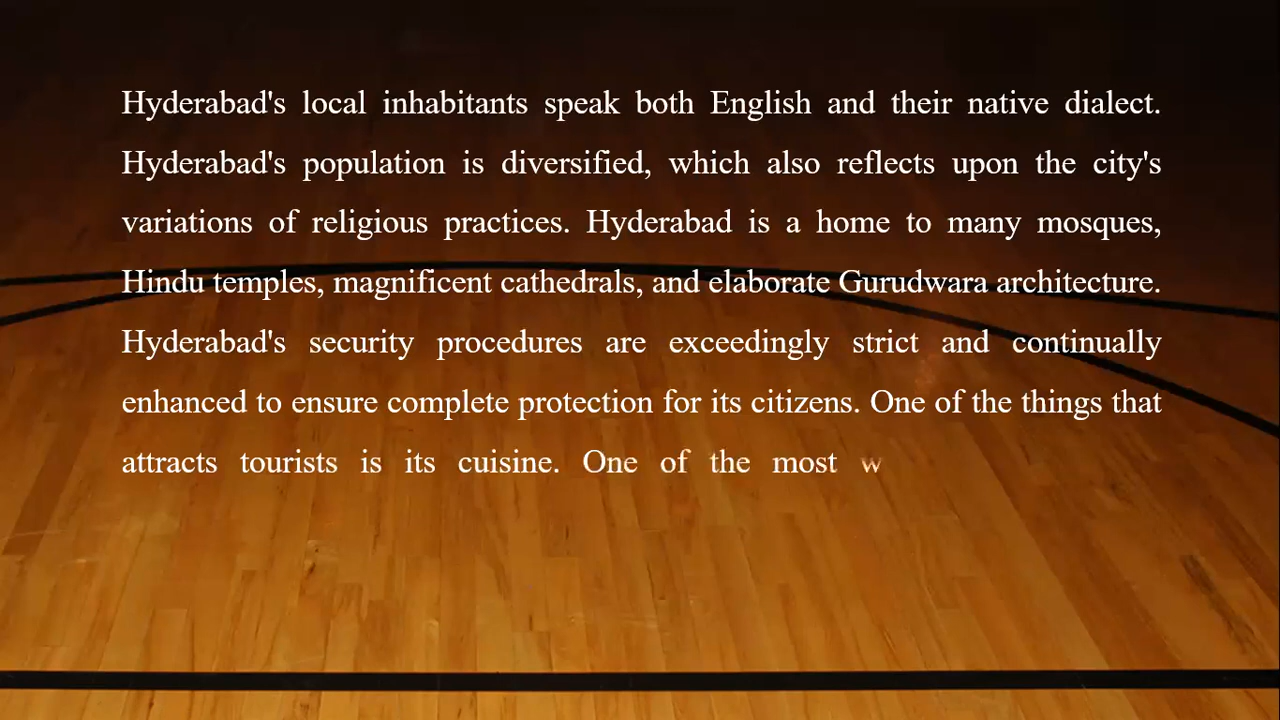 Hyderabad's local inhabitants speak both English and their native dialect.
Hyderabad's population is diversified, which also reflects upon the city's
variations of religious practices. Hyderabad is a home to many mosques,
Hindu temples, magnificent cathedrals, and elaborate Gurudwara architecture.
Hyderabad's security procedures are exceedingly strict and continually
enhanced to ensure complete protection for its citizens. One of the things that
attracts tourists is its cuisine. One of the most w